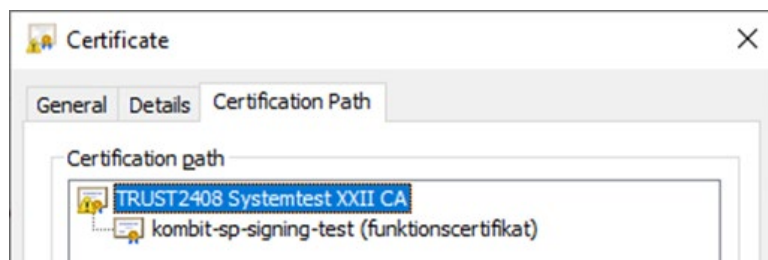 Certificate
General Details Certification Path
Certification path
TRUST2408 Systemtest XXII CA
kombit-sp-signing-test (funktionscertifikat)